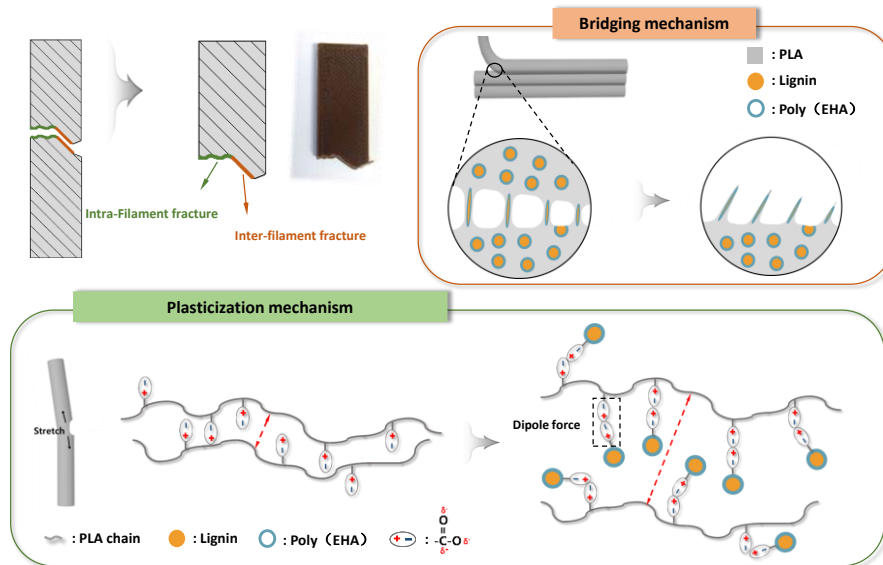 Bridging mechanism
: PLA
: Lignin
: Poly（EHA）
Intra-Filament fracture
Inter-filament fracture
Plasticization mechanism
Stretch
Dipole force
: PLA chain
: Lignin
: Poly（EHA）
:
δ-
O
-C-O δ-
δ+